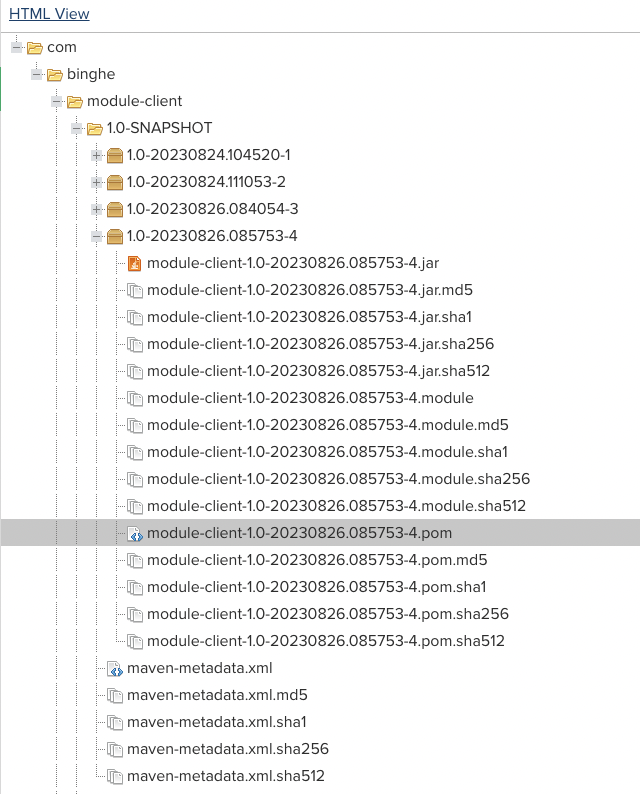 HTML View
com
binghe
module-client
1.0-SNAPSHOT
1.0-20230824.104520-1
1.0-20230824.111053-2
1.0-20230826.084054-3
1.0-20230826.085753-4
module-client-1.0-20230826.085753-4.jar
module-client-1.0-20230826.085753-4.jar.md5
module-client-1.0-20230826.085753-4.jar.sha1
module-client-1.0-20230826.085753-4.jar.sha256
module-client-1.0-20230826.085753-4.jar.sha512
module-client-1.0-20230826.085753-4.module
module-client-1.0-20230826.085753-4.module.md5
module-client-1.0-20230826.085753-4.module.sha1
module-client-1.0-20230826.085753-4.module.sha256
module-client-1.0-20230826.085753-4.module.sha512
module-client-1.0-20230826.085753-4.pom
module-client-1.0-20230826.085753-4.pom.md5
module-client-1.0-20230826.085753-4.pom.sha1
module-client-1.0-20230826.085753-4.pom.sha256
module-client-1.0-20230826.085753-4.pom.sha512
maven-metadata.xml
maven-metadata.xml.md5
maven-metadata.xml.sha1
maven-metadata.xml.sha256
maven-metadata.xml.sha512